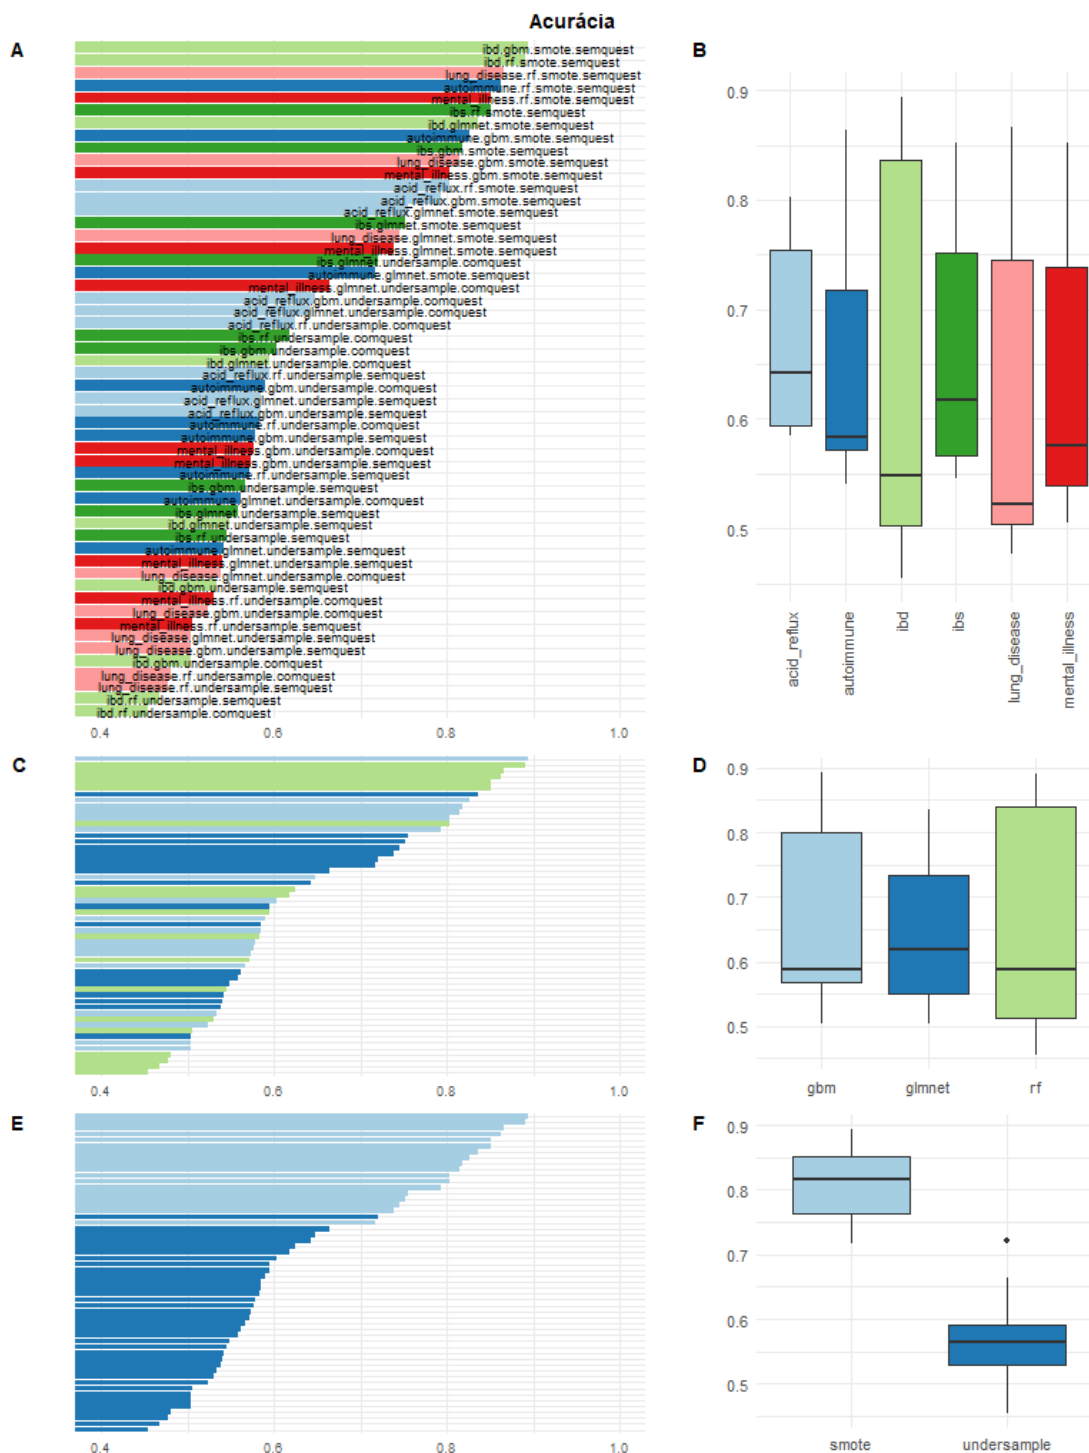 Acurácia
A
ibd.gbm.smote.semquest
ibd.rf.smote.semquest
lung_disease.rf.smote.semquest
autoimmune.rf.smote.semquest
mental_illness.rf.smote.semquest
ibs.rf.smote.semquest
ibd.glmnet.smote.semquest
autoimmune.gbm.smote.semquest
ibs.gbm.smote.semquest
lung_disease.gbm.smote.semquest
mental_illness.gbm.smote.semquest
acid_reflux.rf.smote.semquest
acid_reflux.gbm.smote.semquest
acid_reflux.glmnet.smote.semquest
ibs.glmnet.smote.semquest
lung_disease.glmnet.smote.semquest
mental_illness.glmnet.smote.semquest
ibs.glmnet.undersample.comquest
autoimmune.glmnet.smote.semquest
mental_illness.glmnet.undersample.comquest
acid_reflux.gbm.undersample.comquest
acid_reflux.glmnet.undersample.comquest
acid_reflux.rf.undersample.comquest
ibs.rf.undersample.comquest
ibs.gbm.undersample.comquest
ibd.glmnet.undersample.comquest
acid_reflux.rf.undersample.semquest
autoimmune.gbm.undersample.comquest
acid_reflux.glmnet.undersample.semquest
acid_reflux.gbm.undersample.semquest
autoimmune.rf.undersample.comquest
autoimmune.gbm.undersample.semquest
mental_illness.gbm.undersample.comquest
mental_illness.gbm.undersample.semquest
autoimmune.rf.undersample.semquest
ibs.gbm.undersample.semquest
autoimmune.glmnet.undersample.comquest
ibs.glmnet.undersample.semquest
ibd.glmnet.undersample.semquest
ibs.rf.undersample.semquest
autoimmune.glmnet.undersample.semquest
mental_illness.glmnet.undersample.semquest
lung_disease.glmnet.undersample.comquest
ibd.gbm.undersample.semquest
mental_illness.rf.undersample.comquest
lung_disease.gbm.undersample.comquest
mental_illness.rf.undersample.semquest
lung_disease.glmnet.undersample.semquest
lung_disease.gbm.undersample.semquest
ibd.gbm.undersample.comquest
lung_disease.rf.undersample.comquest
lung_disease.rf.undersample.semquest
ibd.rf.undersample.semquest
ibd.rf.undersample.comquest
0.4 0.6 0.8 1.0
B
0.9
0.8
0.7
0.6
0.5
acid_reflux
autoimmune
ibd
ibs
lung_disease
mental_illness
C
0.4 0.6 0.8 1.0
D
0.9
0.8
0.7
0.6
0.5
gbm glmnet rf
E
0.4 0.6 0.8 1.0
F
0.9
0.8
0.7
0.6
0.5
smote undersample